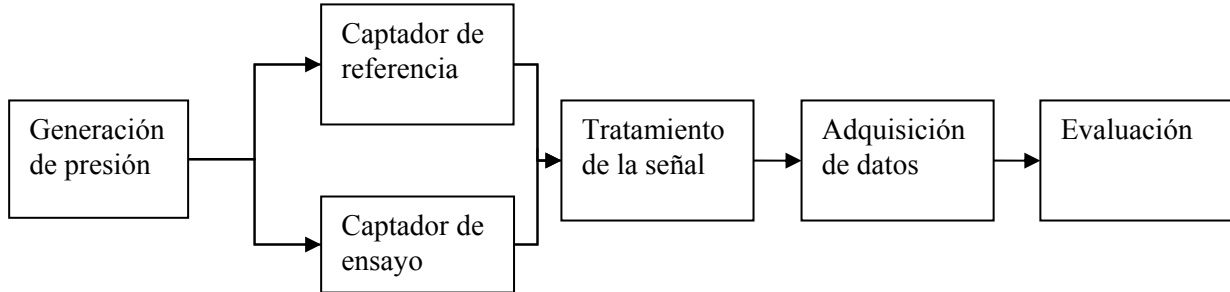 Generación
de presión
Captador de
referencia
Captador de
ensayo
Tratamiento
de la señal
Adquisición
de datos
Evaluación